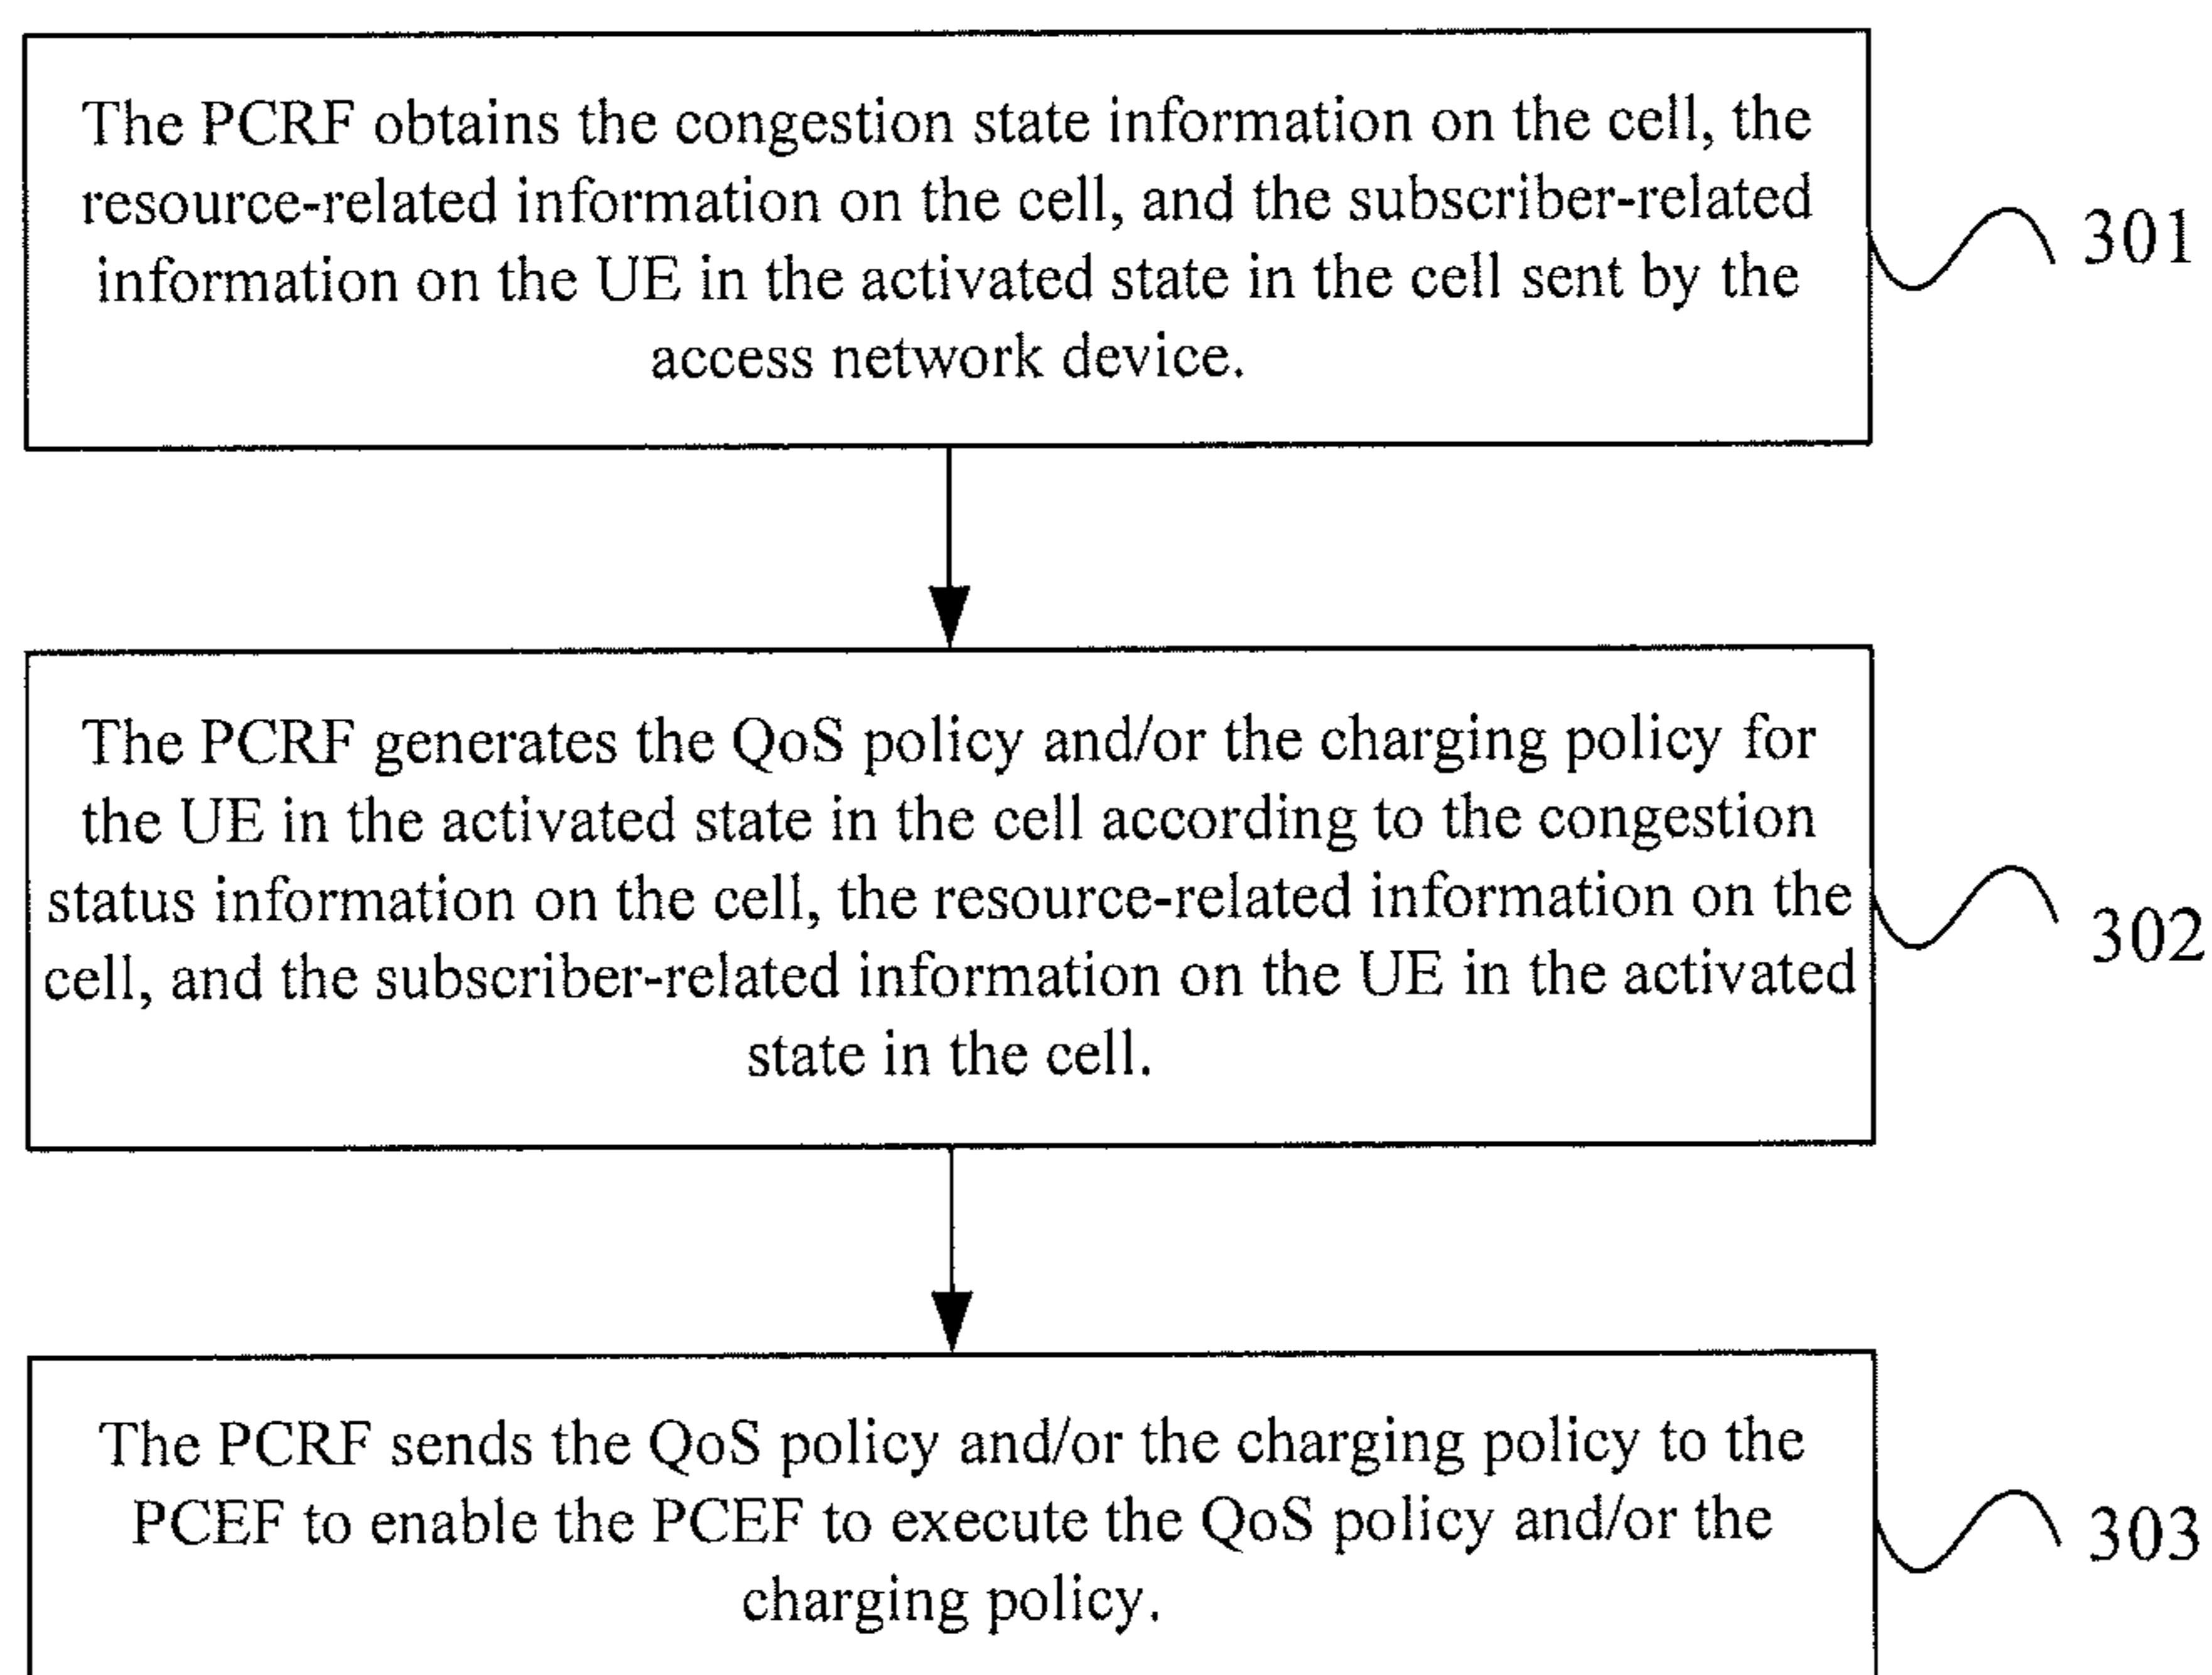 The PCRF obtains the congestion state information on the cell, the
resource-related information on the cell, and the subscriber-related
information on the UE in the activated state in the cell sent by the
access network device.
301
The PCRF generates the QoS policy and/or the charging policy for
the UE in the activated state in the cell according to the congestion
status information on the cell, the resource-related information on the
cell, and the subscriber-related information on the UE in the activated
state in the cell.
302
The PCRF sends the QoS policy and/or the charging policy to the
PCEF to enable the PCEF to execute the QoS policy and/or the
charging policy.
303